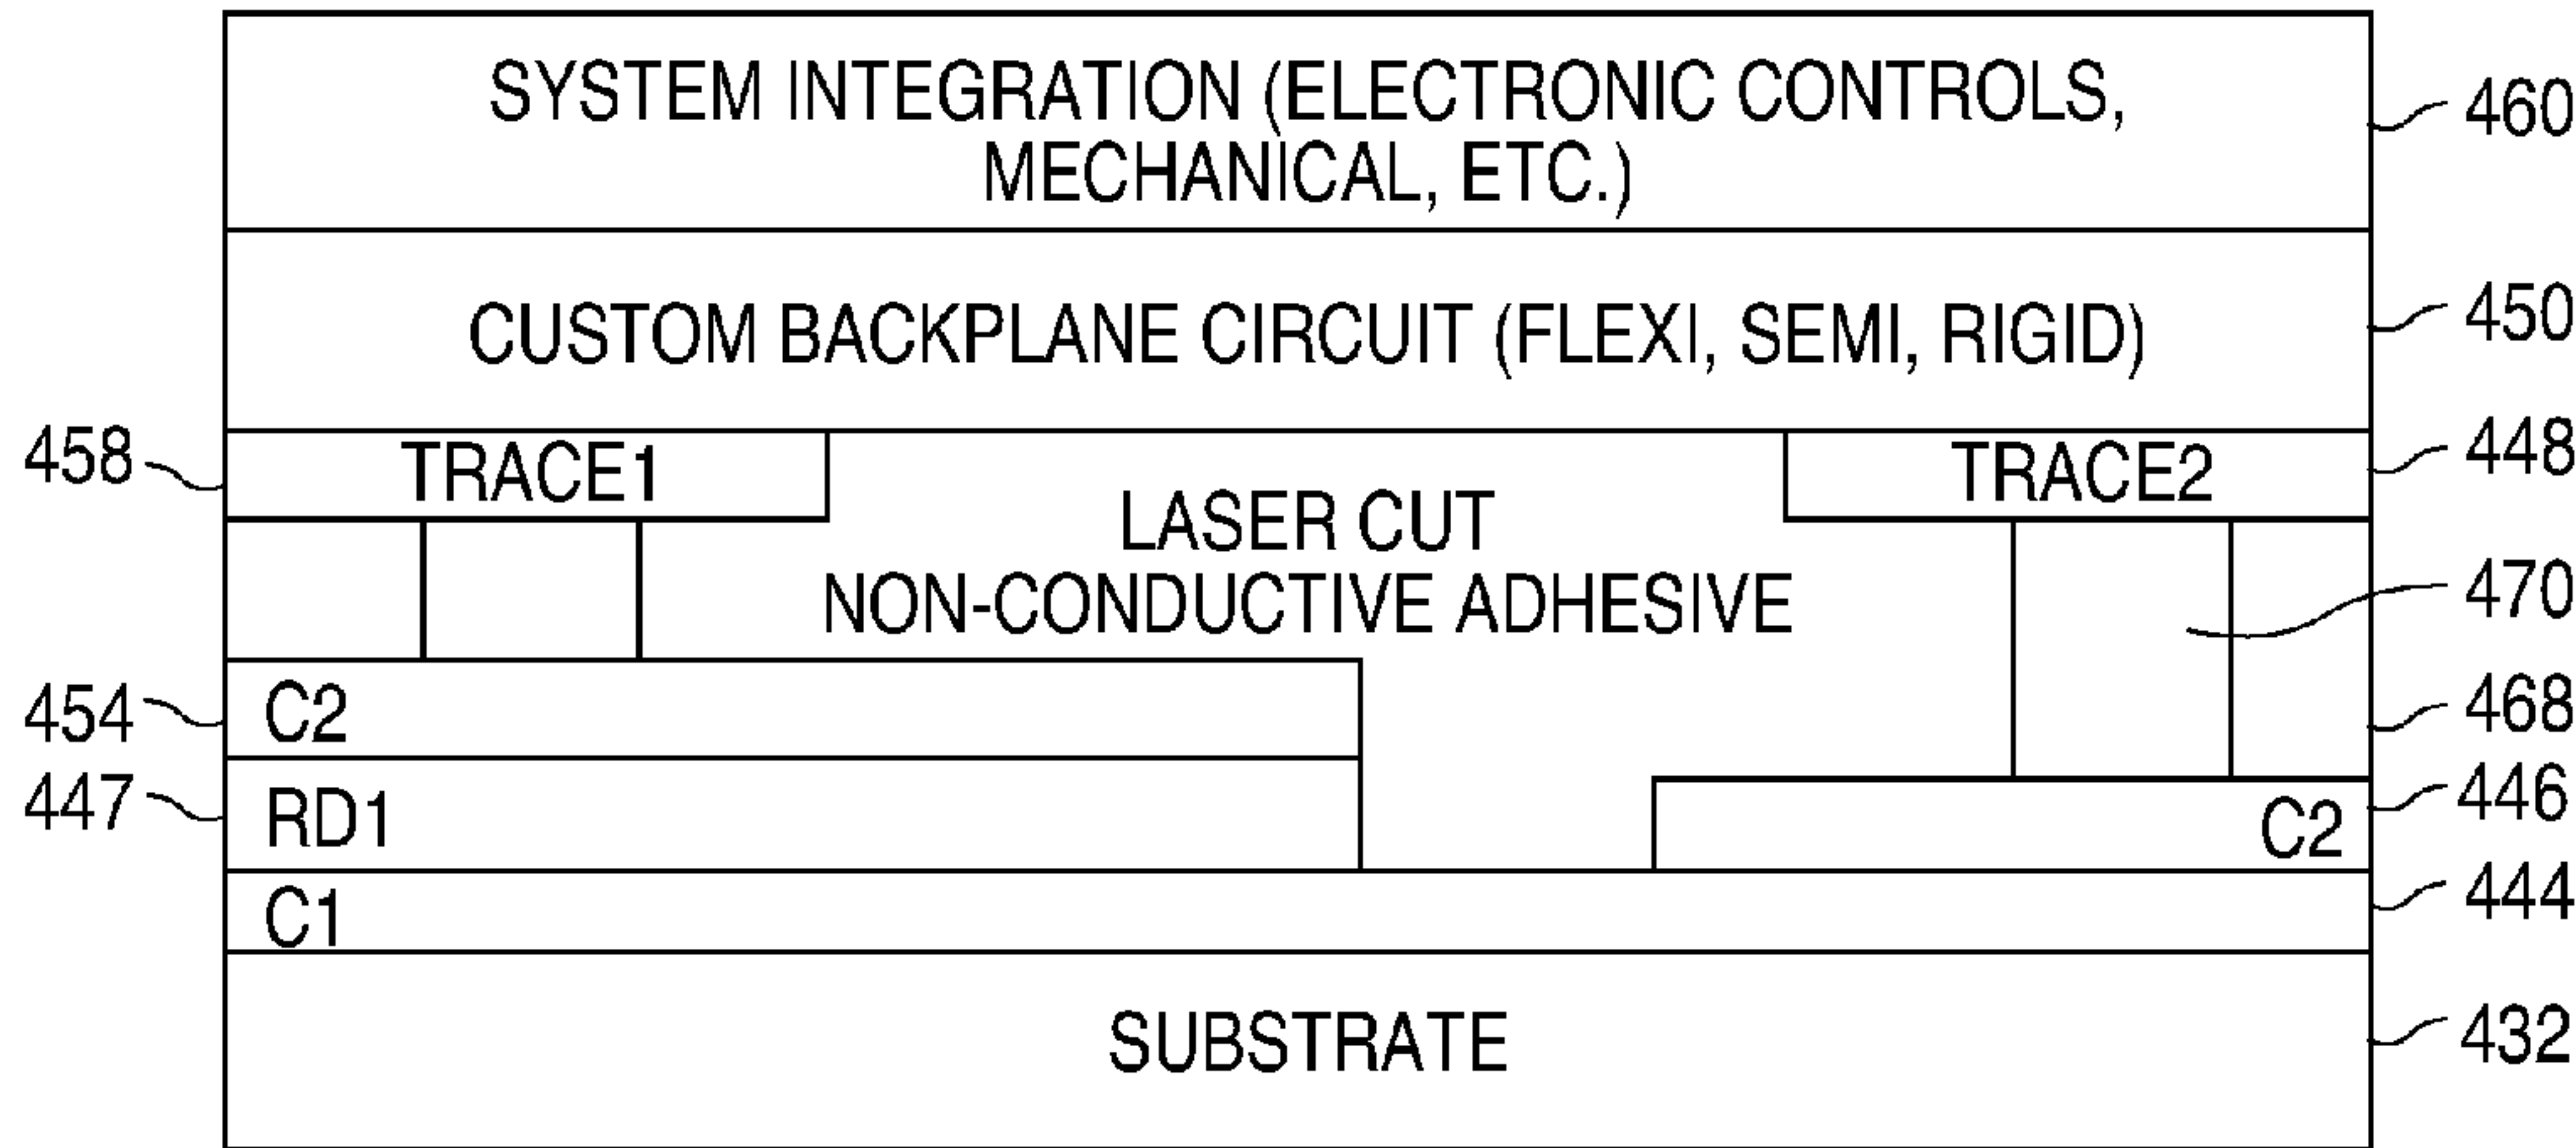 SYSTEM INTEGRATION (ELECTRONIC CONTROLS,
MECHANICAL, ETC.)
460
CUSTOM BACKPLANE CIRCUIT (FLEXI, SEMI, RIGID)
450
458
TRACE1
TRACE2
448
LASER CUT
NON-CONDUCTIVE ADHESIVE
470
454
C2
468
447
RD1
446
C2
C1
444
SUBSTRATE
432